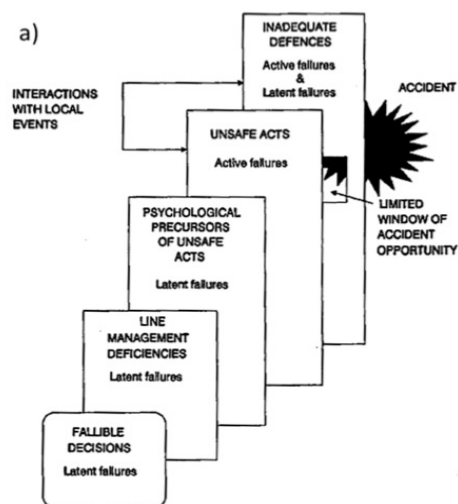 a)
INADEQUATE
DEFENCES
Active failures
&
Latent failures
ACCIDENT
INTERACTIONS
WITH LOCAL
EVENTS
UNSAFE ACTS
Active failures
LIMITED
WINDOW OF
ACCIDENT
OPPORTUNITY
PSYCHOLOGICAL
PRECURSORS
OF UNSAFE
ACTS
Latent failures
LINE
MANAGEMENT
DEFICIENCIES
Latent failures
FALLIBLE
DECISIONS
Latent failures